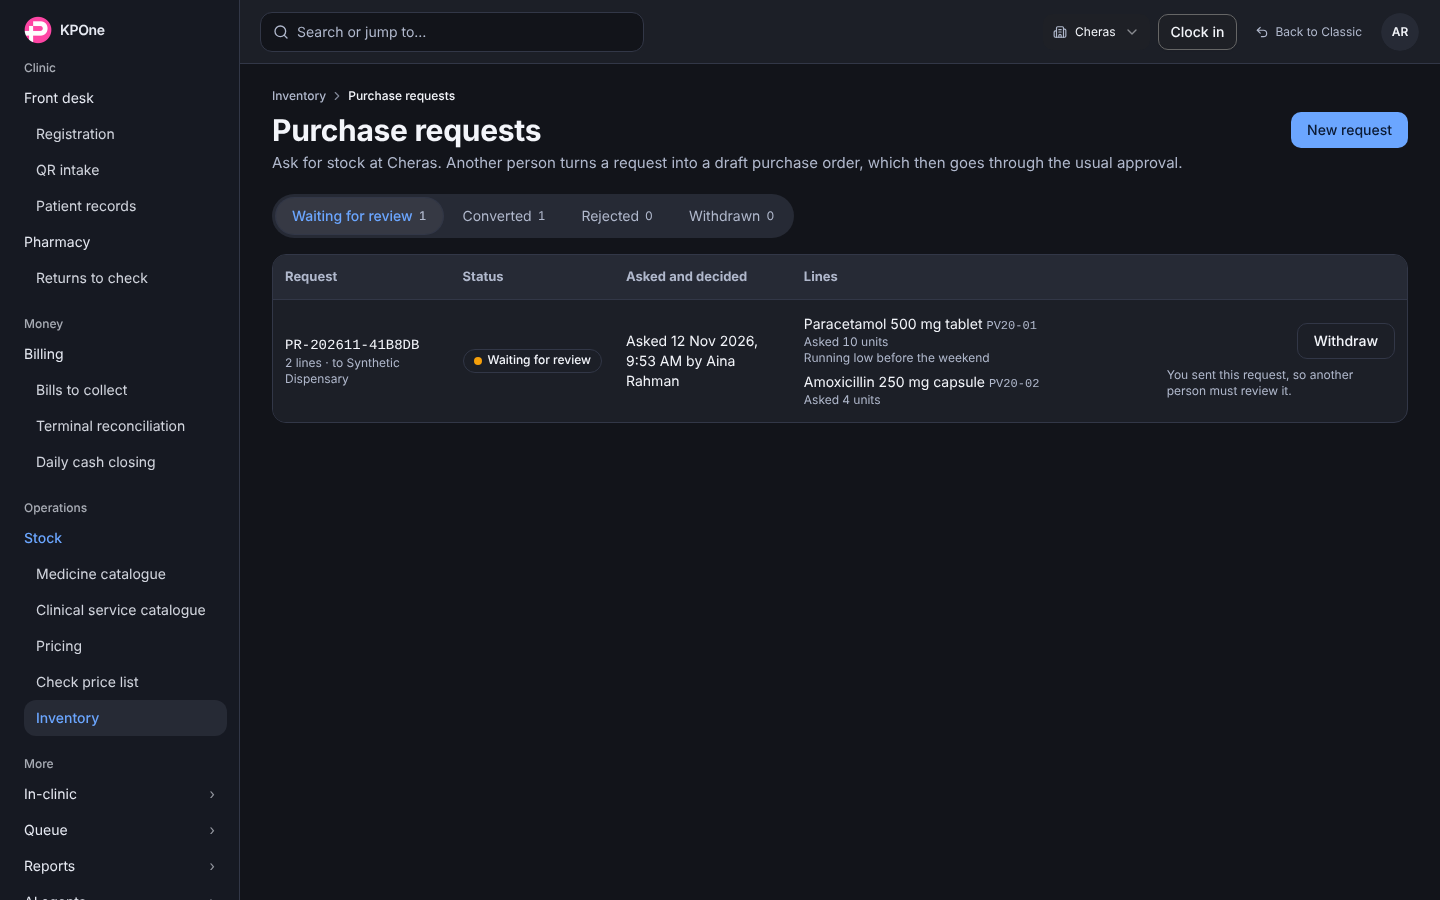 KPOne
Search or jump to...
Cheras
Clock in
Back to Classic
AR
Clinic
Front desk
Registration
QR intake
Patient records
Pharmacy
Returns to check
Money
Billing
Bills to collect
Terminal reconciliation
Daily cash closing
Operations
Stock
Medicine catalogue
Clinical service catalogue
Pricing
Check price list
Inventory
More
In-clinic
Queue
Reports
Inventory > Purchase requests
Purchase requests
New request
Ask for stock at Cheras. Another person turns a request into a draft purchase order, which then goes through the usual approval.
Waiting for review 1
Converted 1
Rejected 0
Withdrawn 0
Request
Status
Asked and decided
Lines
PR-202611-41B8DB
2 lines · to Synthetic
Dispensary
Waiting for review
Asked 12 Nov 2026,
9:53 AM by Aina
Rahman
Paracetamol 500 mg tablet PV20-01
Asked 10 units
Running low before the weekend
Amoxicillin 250 mg capsule PV20-02
Asked 4 units
Withdraw
You sent this request, so another
person must review it.